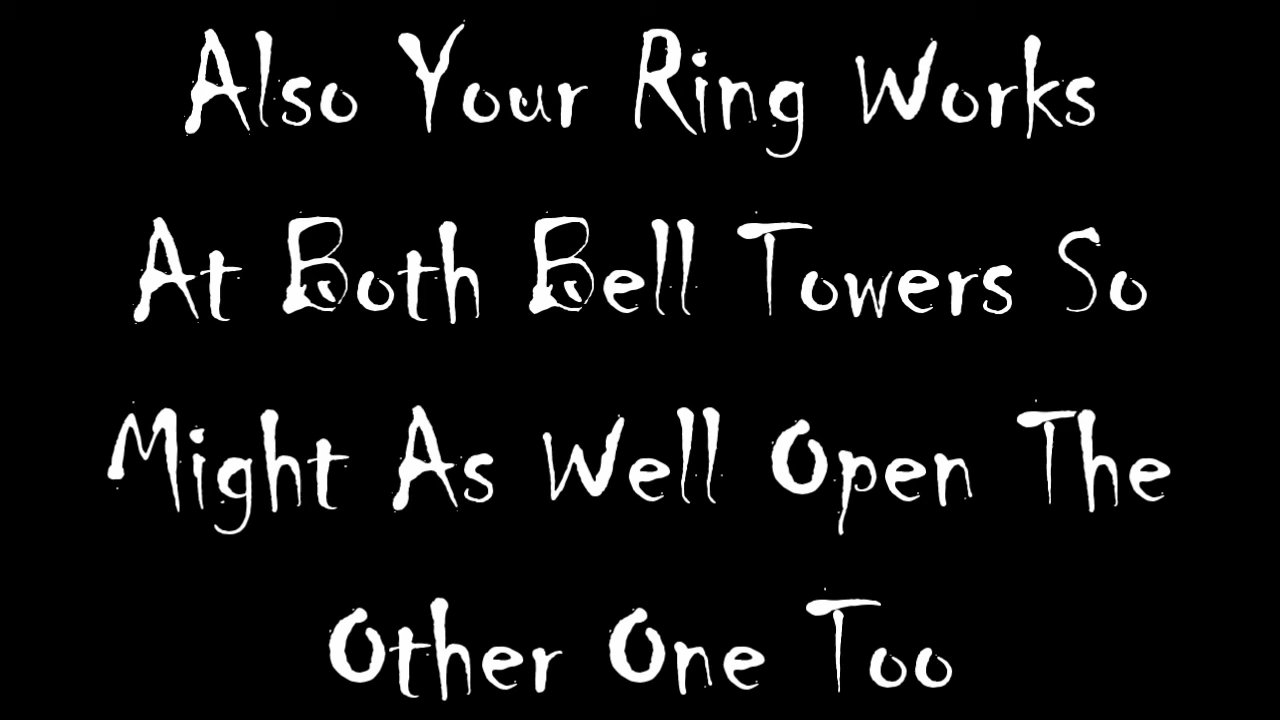 Also Your Ring Works
At Both Bell Towers So
Might As Well Open The
Other One Too